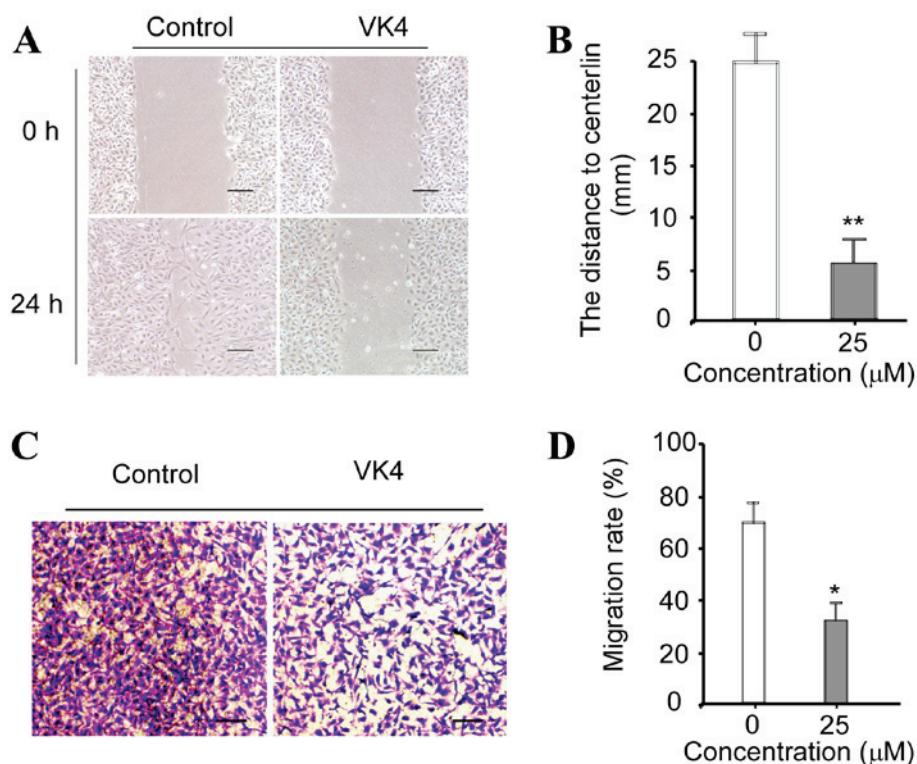 A
Control VK4
0 h
24 h
B
The distance to centerlin
(mm)
25
20
15
10
5
0
**
0 25
Concentration (μM)
C
Control VK4
D
Migration rate (%)
100
80
60
40
20
0
*
0 25
Concentration (μM)